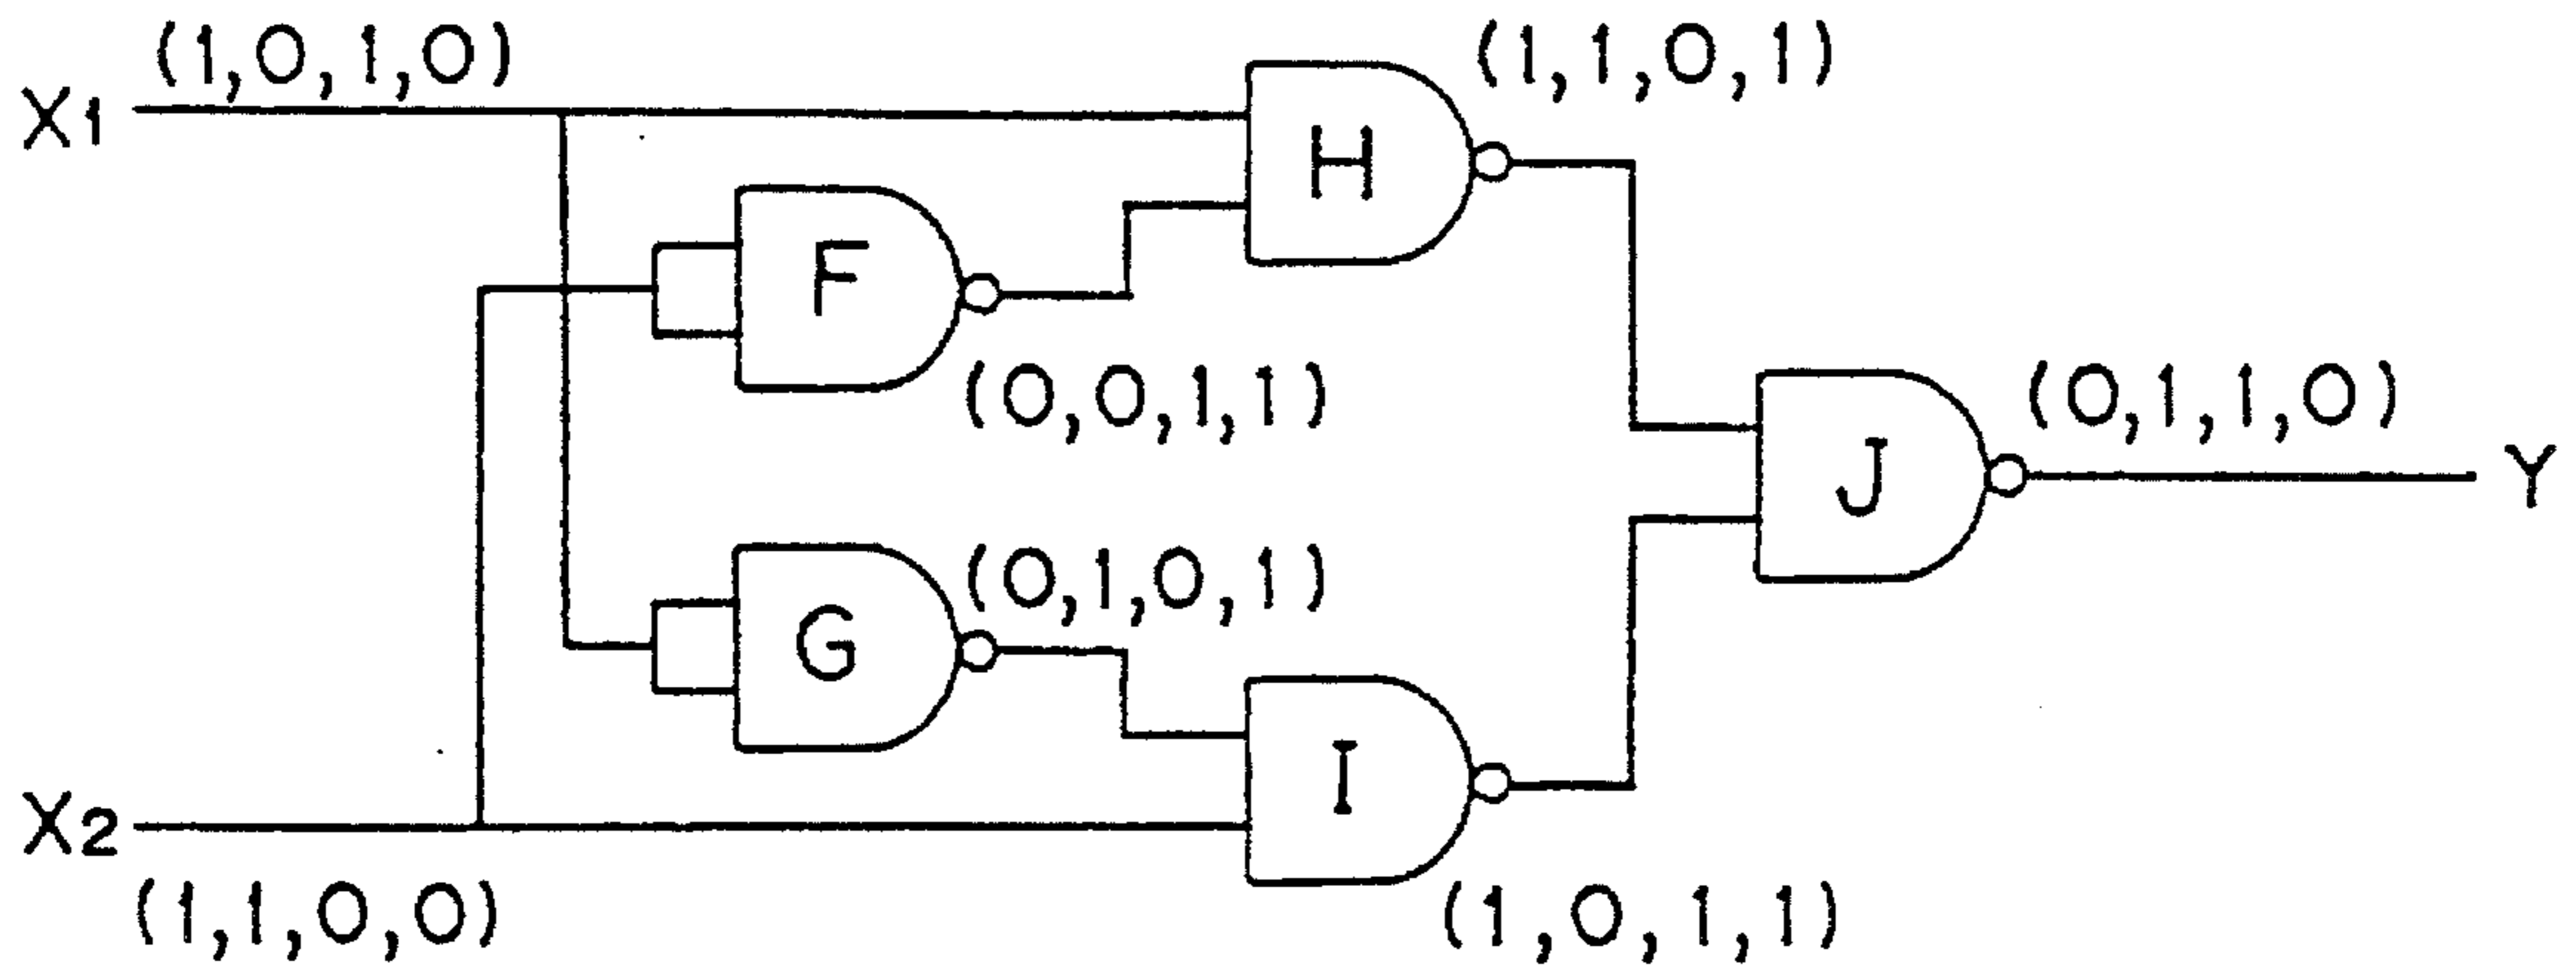 (1,0,1,0)
(1,1,0,1)
X1
H
F
(0,0,1,1)
(0,1,1,0)
J
Y
(0,1,0,1)
G
I
X2
(1,1,0,0)
(1,0,1,1)